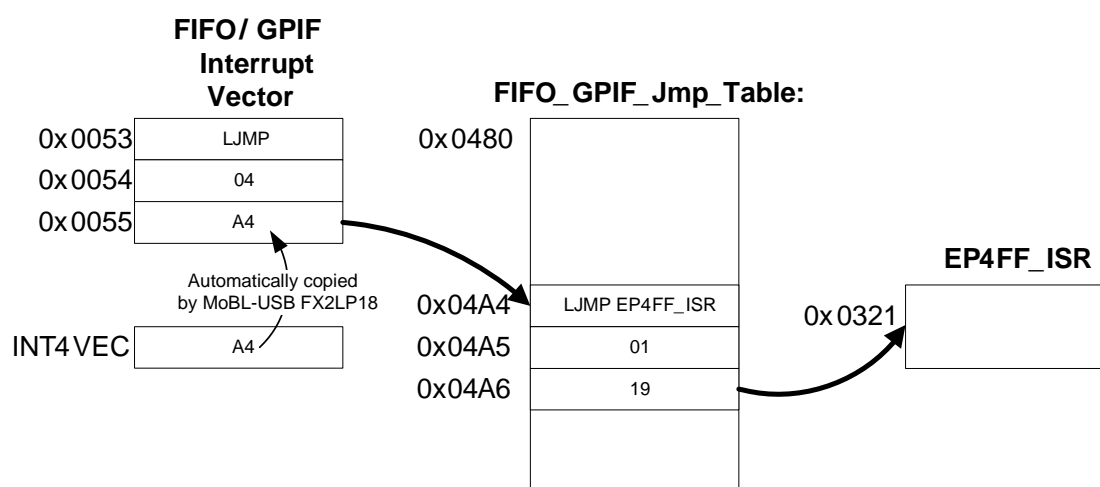 FIFO/ GPIF
Interrupt
Vector
0x0053
LJMP
0x0054
04
0x0055
A4
Automatically copied
by MoBL-USB FX2LP18
INT4VEC
A4
FIFO_GPIF_Jmp_Table:
0x0480
0x04A4
LJMP EP4FF_ISR
0x04A5
01
0x04A6
19
EP4FF_ISR
0x0321